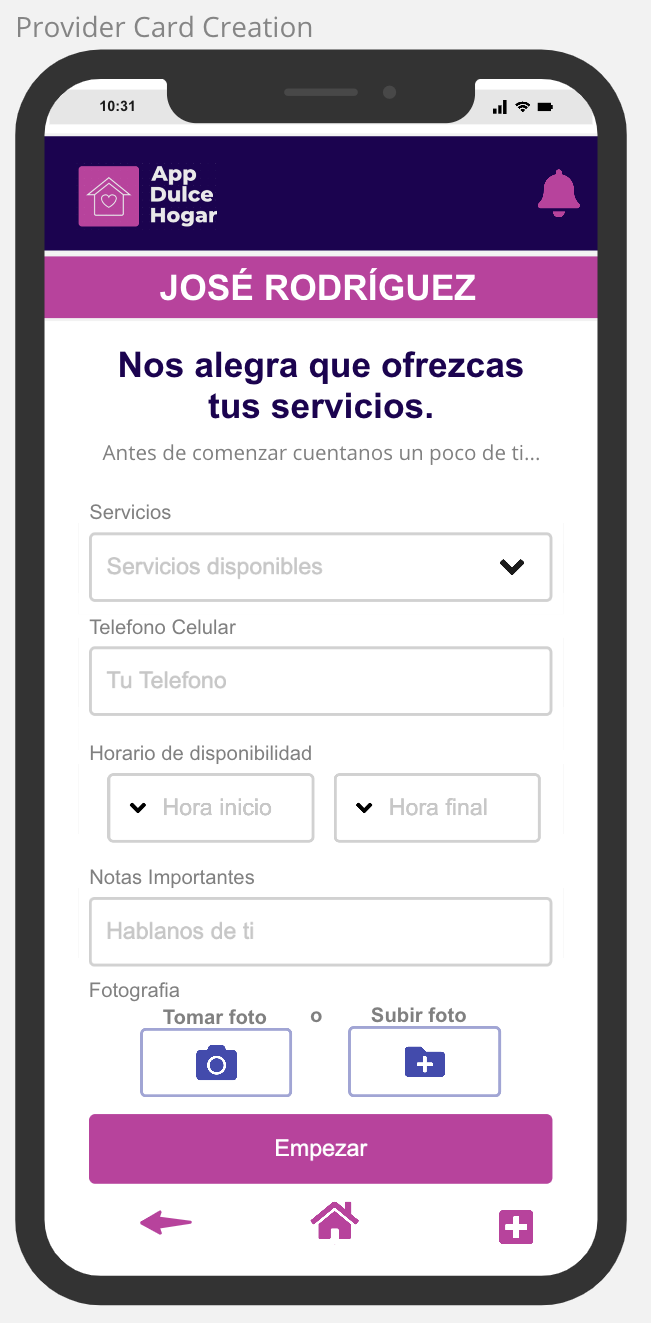 Provider Card Creation
10:31
App
Dulce
Hogar
JOSÉ RODRÍGUEZ
Nos alegra que ofrezcas
tus servicios.
Antes de comenzar cuentanos un poco de ti...
Servicios
Servicios disponibles
Telefono Celular
Tu Telefono
Horario de disponibilidad
Hora inicio Hora final
Notas Importantes
Hablanos de ti
Fotografia
Tomar foto o Subir foto
Empezar